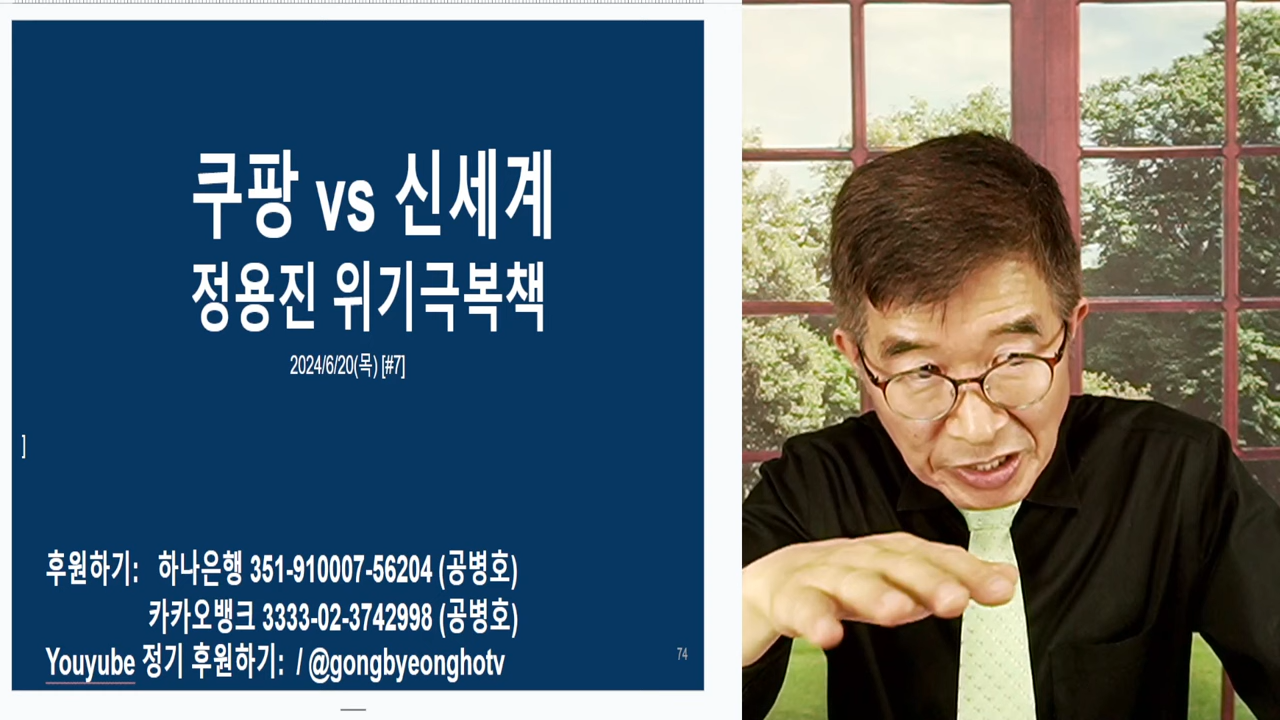 쿠팡 vs 신세계
정용진 위기극복책
2024/6/20(목) [#7]
]
후원하기: 하나은행 351-910007-56204 (공병호)
카카오뱅크 3333-02-3742998 (공병호)
Youyube 정기 후원하기: / @gongbyeonghotv
74